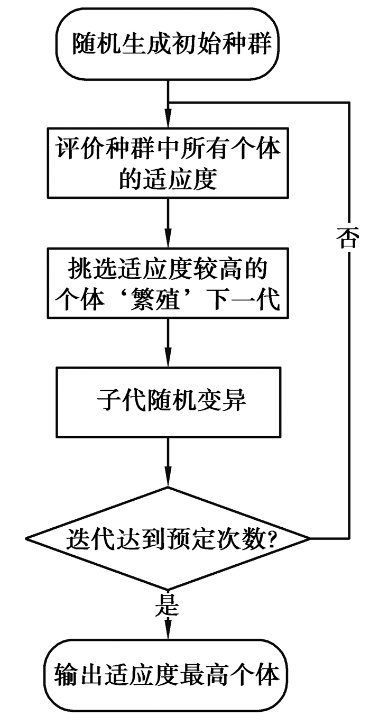 随机生成初始种群
评价种群中所有个体
的适应度
挑选适应度较高的
个体‘繁殖’下一代
子代随机变异
否
迭代达到预定次数?
是
输出适应度最高个体